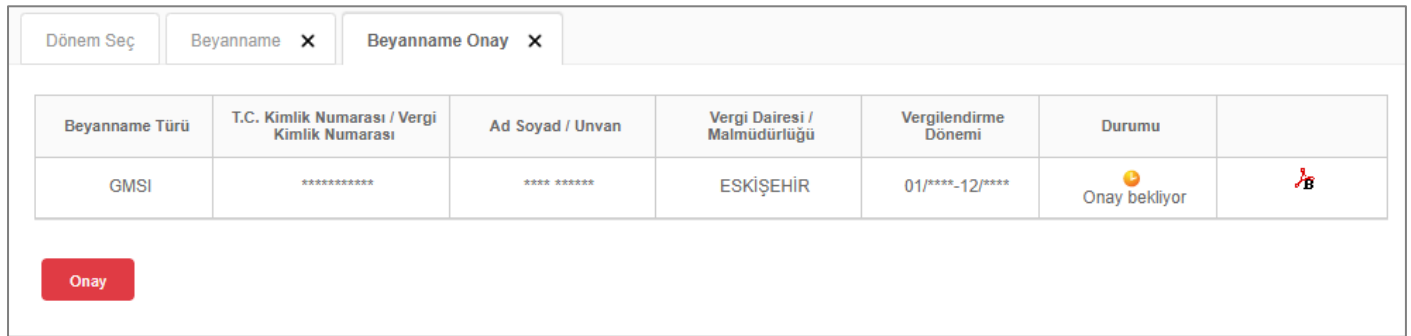 Dönem Seç
Beyanname X
Beyanname Onay X
Beyanname Türü
T.C. Kimlik Numarası / Vergi
Kimlik Numarası
Ad Soyad / Unvan
Vergi Dairesi /
Malmüdürlüğü
Vergilendirme
Dönemi
Durumu
GMSI
***********
**** ******
ESKİŞEHİR
01/****-12/****
Onay bekliyor
B
Onay